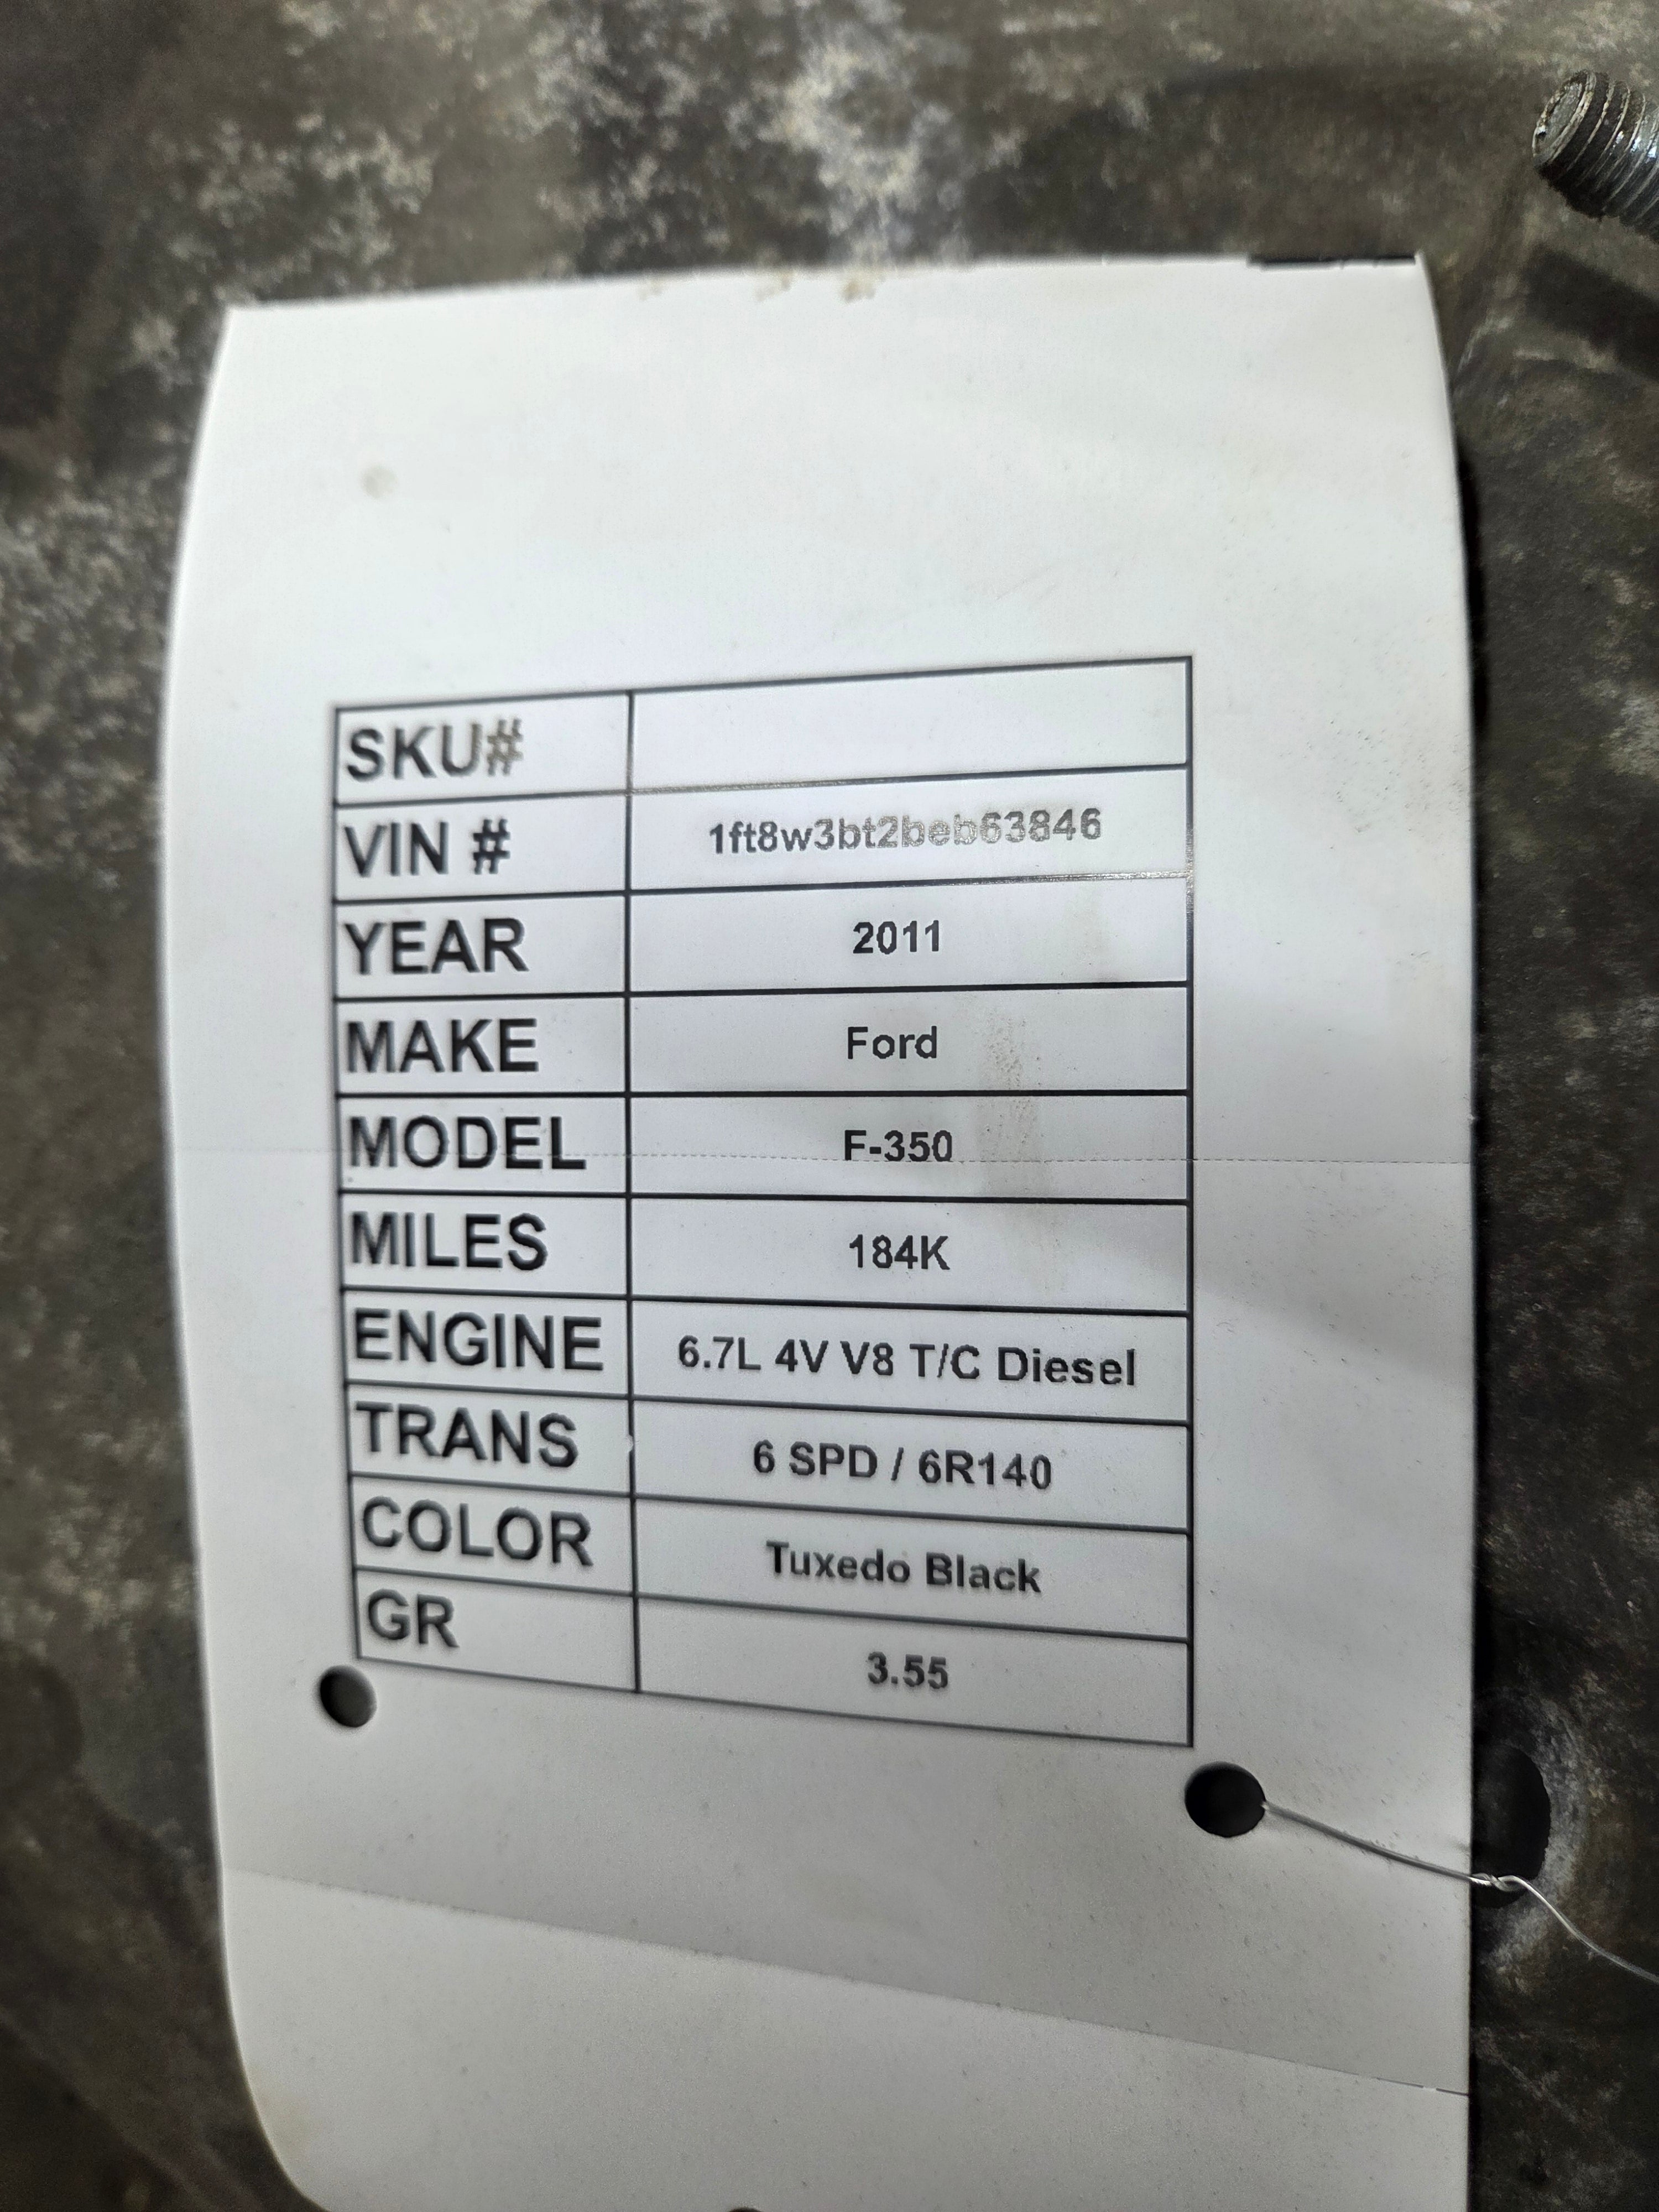 SKU#
VIN # 1ft8w3bt2beb63846
YEAR 2011
MAKE Ford
MODEL F-350
MILES 184K
ENGINE 6.7L 4V V8 T/C Diesel
TRANS 6 SPD / 6R140
COLOR Tuxedo Black
GR 3.55